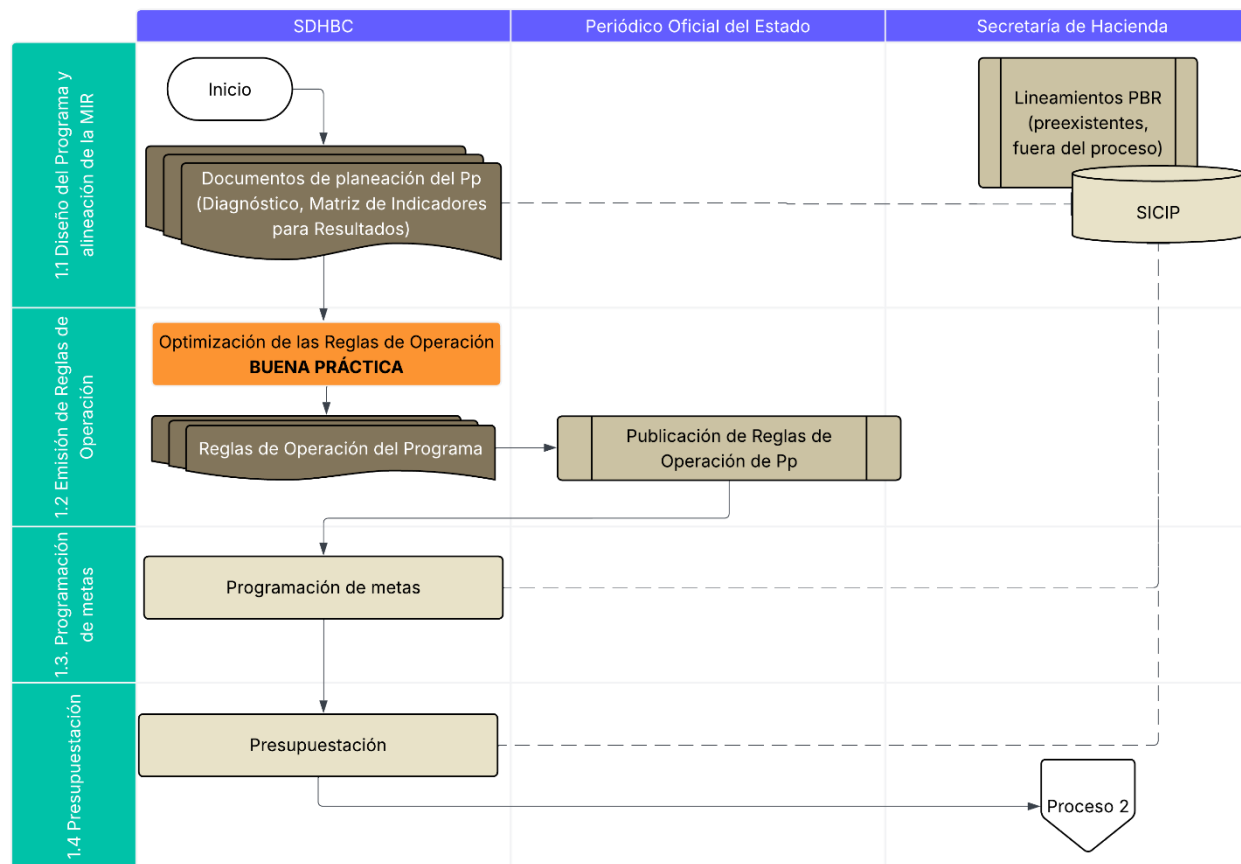 SDHBC
Periódico Oficial del Estado
Secretaría de Hacienda
1.1 Diseño del Programa y
alineación de la MIR
Inicio
Lineamientos PBR
(preexistentes,
fuera del proceso)
Documentos de planeación del Pp
(Diagnóstico, Matriz de Indicadores
para Resultados)
SICIP
1.2 Emisión de Reglas de
Operación
Optimización de las Reglas de Operación
BUENA PRÁCTICA
Reglas de Operación del Programa
Publicación de Reglas de
Operación de Pp
1.3. Programación
de metas
Programación de metas
1.4 Presupuestación
Presupuestación
Proceso 2